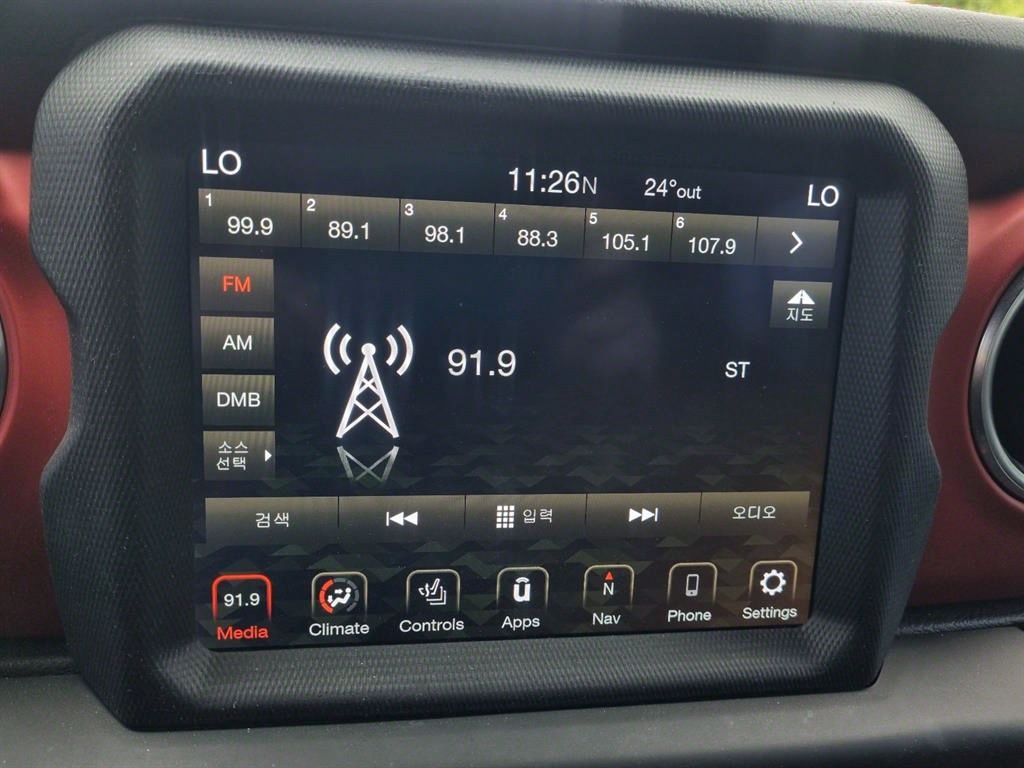 LO
11:26N
24°out
LO
1 99.9
2 89.1
3 98.1
4 88.3
5 105.1
6 107.9
FM
지도
AM
91.9
ST
DMB
소스
선택
검색
입력
오디오
91.9
N
Media
Climate
Controls
Apps
Nav
Phone
Settings